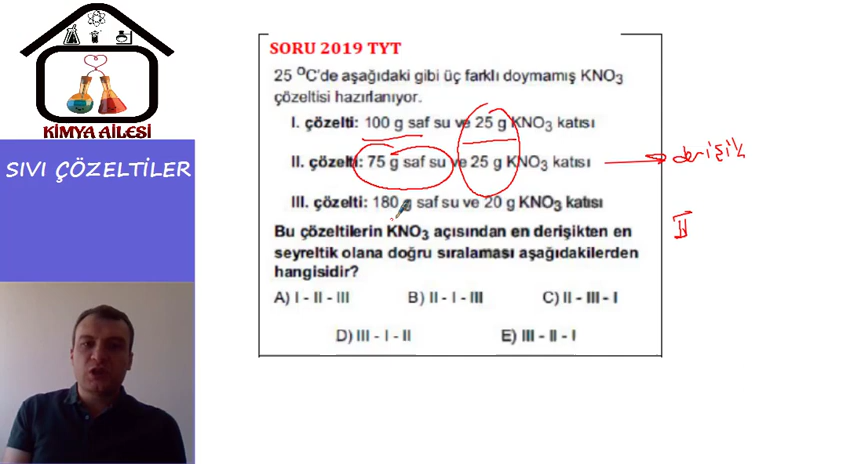 KİMYA AİLESİ
SIVI ÇÖZELTİLER
SORU 2019 TYT
25 °C'de aşağıdaki gibi üç farklı doymamış KNO3
çözeltisi hazırlanıyor.
I. çözelti: 100 g saf su ve 25 g KNO3 katısı
II. çözelti: 75 g saf su ve 25 g KNO3 katısı
derişik
III. çözelti: 180 g saf su ve 20 g KNO3 katısı
II
Bu çözeltilerin KNO3 açısından en derişikten en
seyreltik olana doğru sıralaması aşağıdakilerden
hangisidir?
A) I - II - III B) II - I - III C) II - III - I
D) III - I - II E) III - II - I